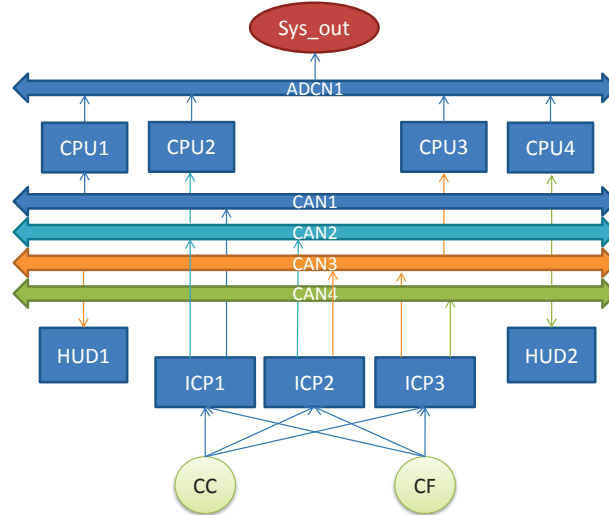 Sys_out
ADCN1
CPU1
CPU2
CPU3
CPU4
CAN1
CAN2
CAN3
CAN4
HUD1
HUD2
ICP1
ICP2
ICP3
CC
CF